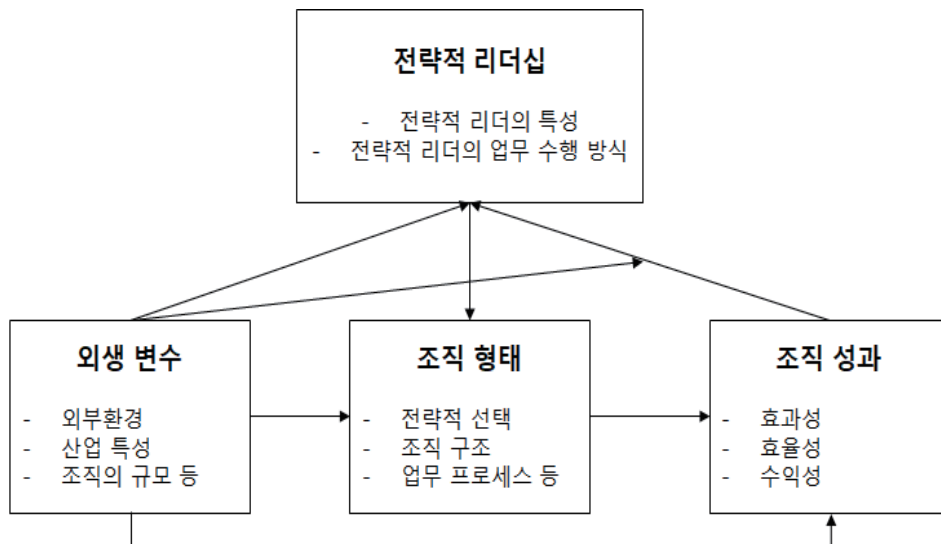 전략적 리더십
- 전략적 리더의 특성
- 전략적 리더의 업무 수행 방식
외생 변수
- 외부환경
- 산업 특성
- 조직의 규모 등
조직 형태
- 전략적 선택
- 조직 구조
- 업무 프로세스 등
조직 성과
- 효과성
- 효율성
- 수익성